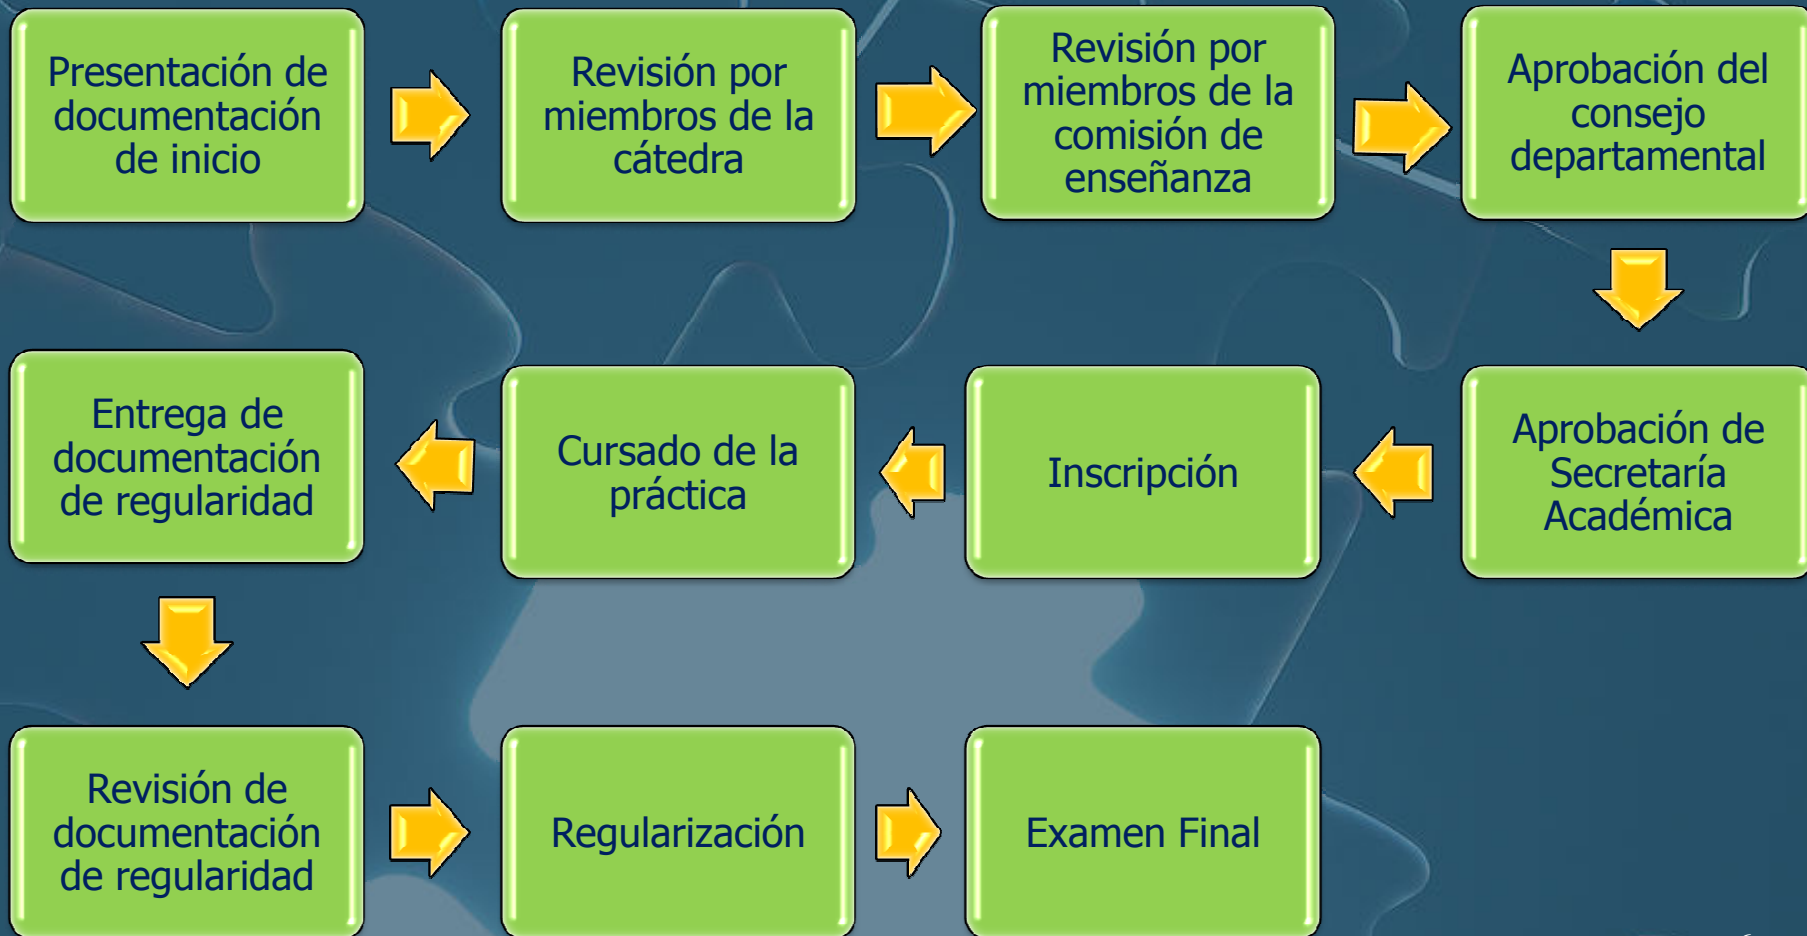 Presentación de
documentación
de inicio
Revisión por
miembros de la
cátedra
Revisión por
miembros de la
comisión de
enseñanza
Aprobación del
consejo
departamental
Aprobación de
Secretaría
Académica
Inscripción
Cursado de la
práctica
Entrega de
documentación
de regularidad
Revisión de
documentación
de regularidad
Regularización
Examen Final